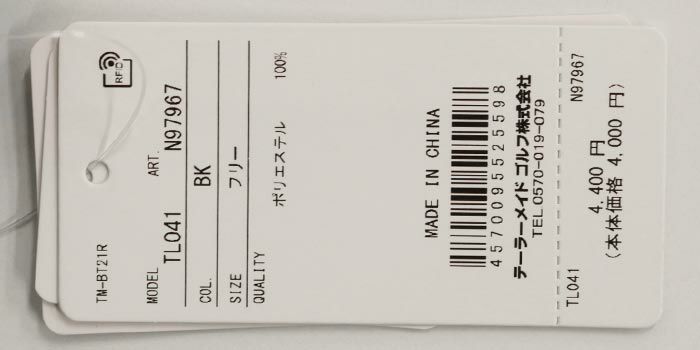 RFID
TM-BT21R
MODEL ART.
TL041 N97967
COL. BK
SIZE フリー
QUALITY
ポリエステル 100%
MADE IN CHINA
4570095525598
テーラーメイド ゴルフ株式会社
TEL 0570-019-079
TL041 N97967
4,400 円
(本体価格 4,000 円)